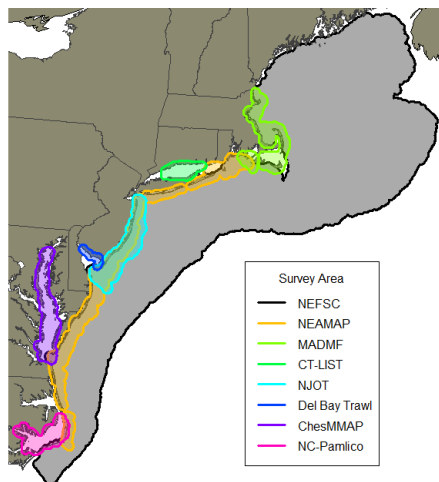 Survey Area
NEFSC
NEAMAP
MADMF
CT-LIST
NJOT
Del Bay Trawl
ChesMMAP
NC-Pamlico